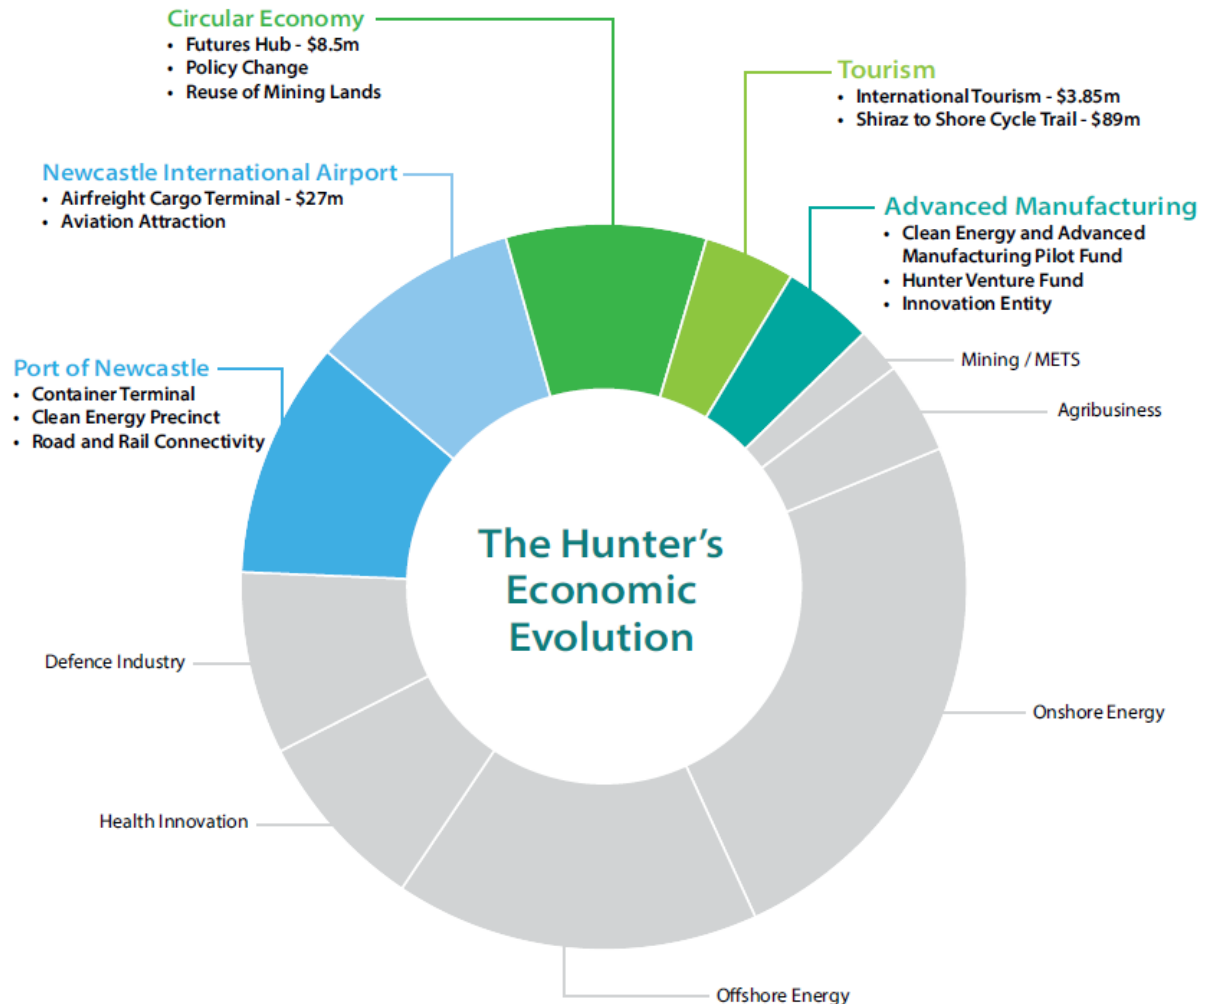 Circular Economy
• Futures Hub - $8.5m
• Policy Change
• Reuse of Mining Lands
Tourism
• International Tourism - $3.85m
• Shiraz to Shore Cycle Trail - $89m
Newcastle International Airport
• Airfreight Cargo Terminal - $27m
• Aviation Attraction
Advanced Manufacturing
• Clean Energy and Advanced
Manufacturing Pilot Fund
• Hunter Venture Fund
• Innovation Entity
Port of Newcastle
• Container Terminal
• Clean Energy Precinct
• Road and Rail Connectivity
Mining / METS
Agribusiness
The Hunter’s
Economic
Evolution
Defence Industry
Onshore Energy
Health Innovation
Offshore Energy